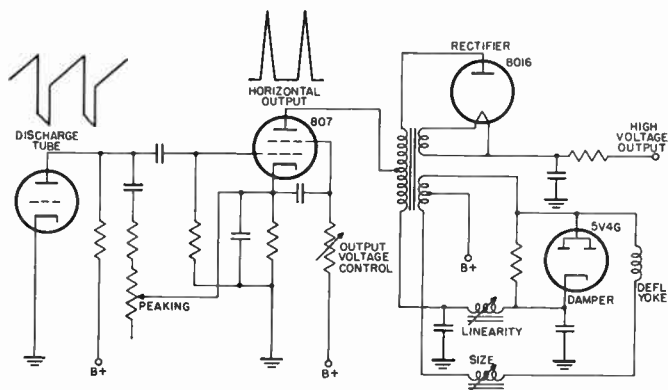 DISCHARGE
TUBE
HORIZONTAL
OUTPUT
807
RECTIFIER
8016
HIGH
VOLTAGE
OUTPUT
PEAKING
B+
OUTPUT
VOLTAGE
CONTROL
B+
B+
LINEARITY
SIZE
5V4G
DAMPER
DEFL
YOKE